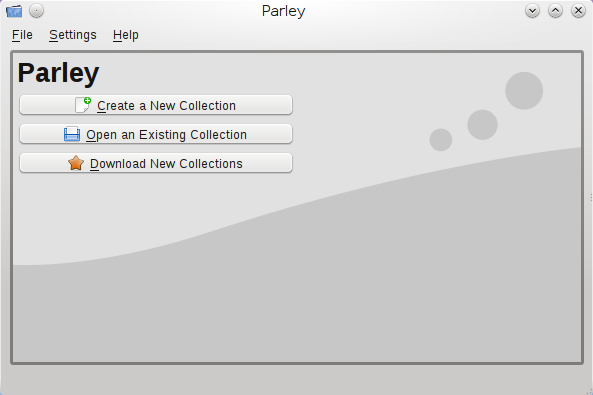 Parley
File Settings Help
Parley
Create a New Collection
Open an Existing Collection
Download New Collections